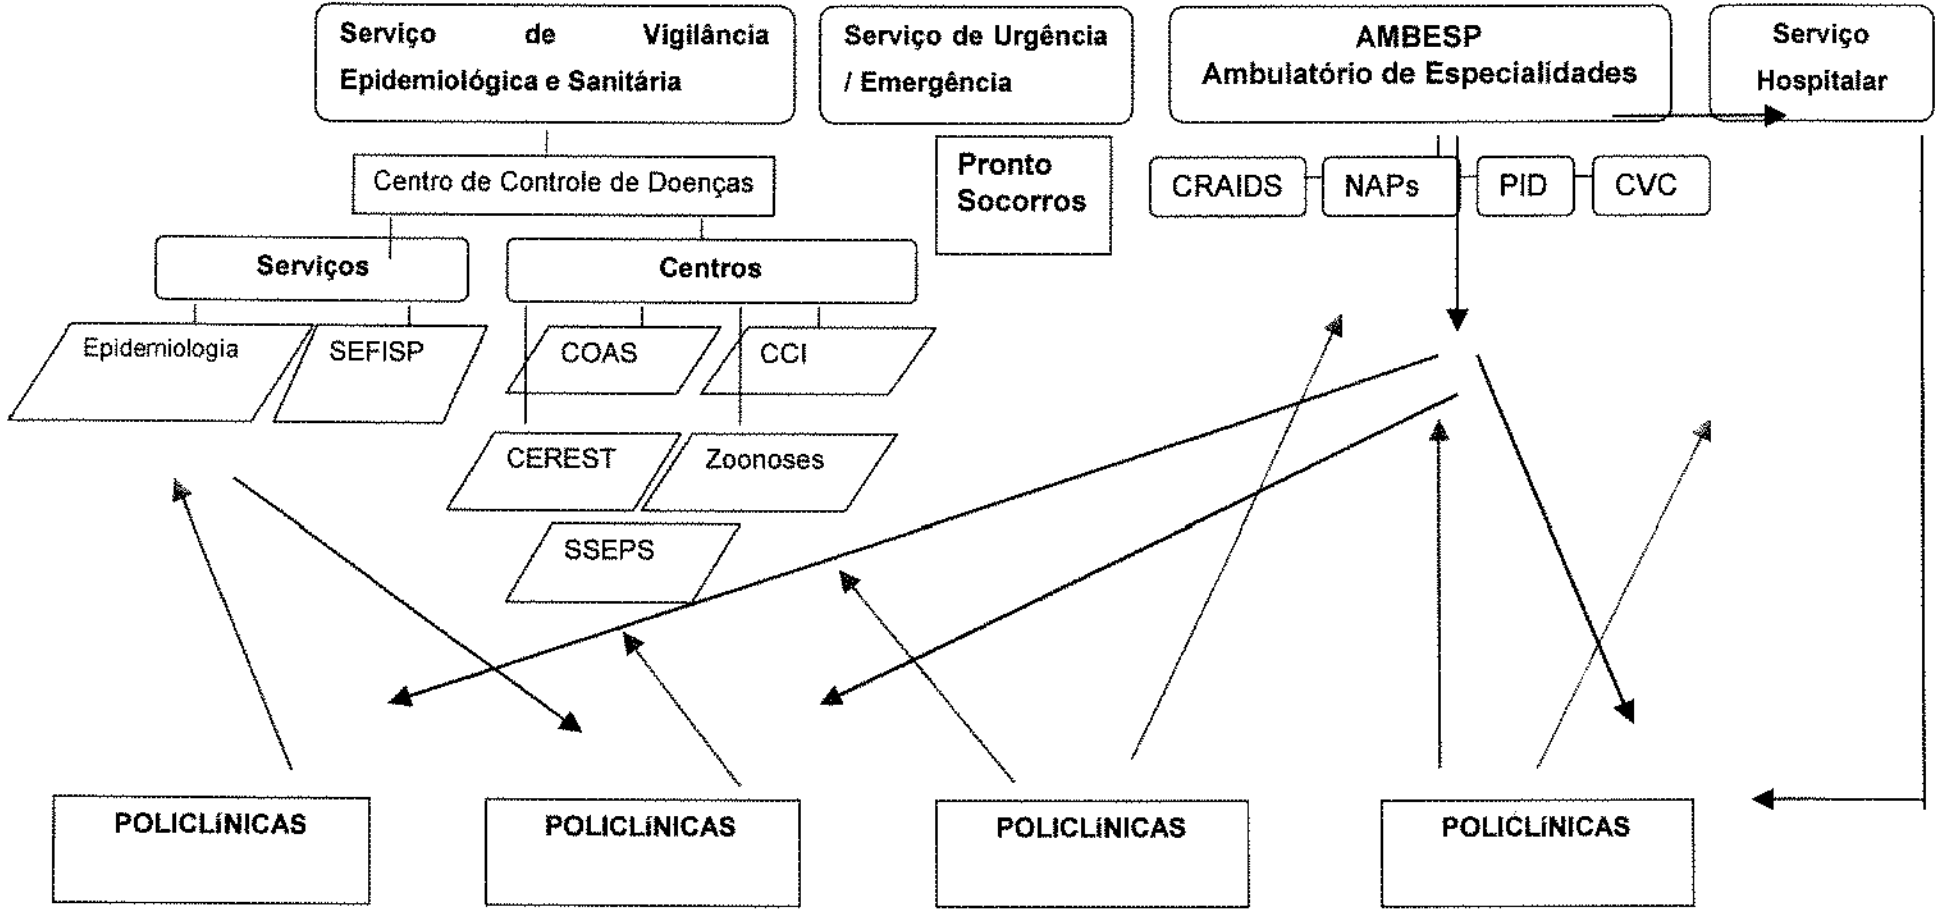 Serviço de Vigilância
Epidemiológica e Sanitária
Serviço de Urgência
/ Emergência
AMBESP
Ambulatório de Especialidades
Serviço
Hospitalar
Centro de Controle de Doenças
Pronto
Socorros
CRAIDS
NAPs
PID
CVC
Serviços
Centros
Epidemiologia
SEFISP
COAS
CCI
CEREST
Zoonoses
SSEPS
POLICLíNICAS
POLICLíNICAS
POLICLíNICAS
POLICLíNICAS